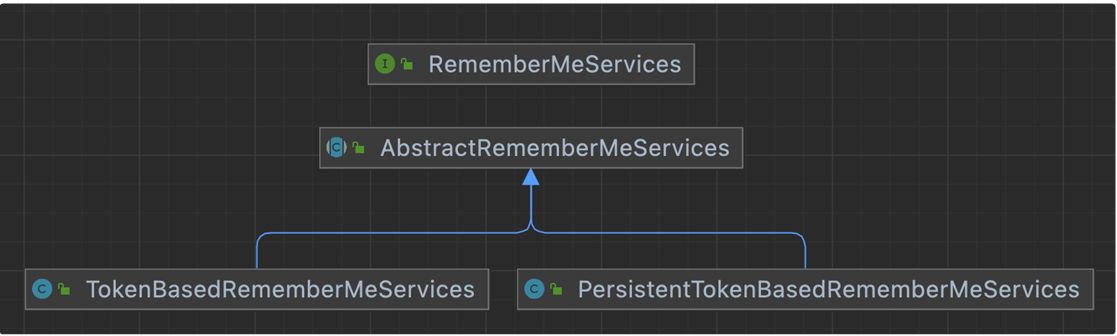 RememberMeServices
AbstractRememberMeServices
TokenBasedRememberMeServices
PersistentTokenBasedRememberMeServices